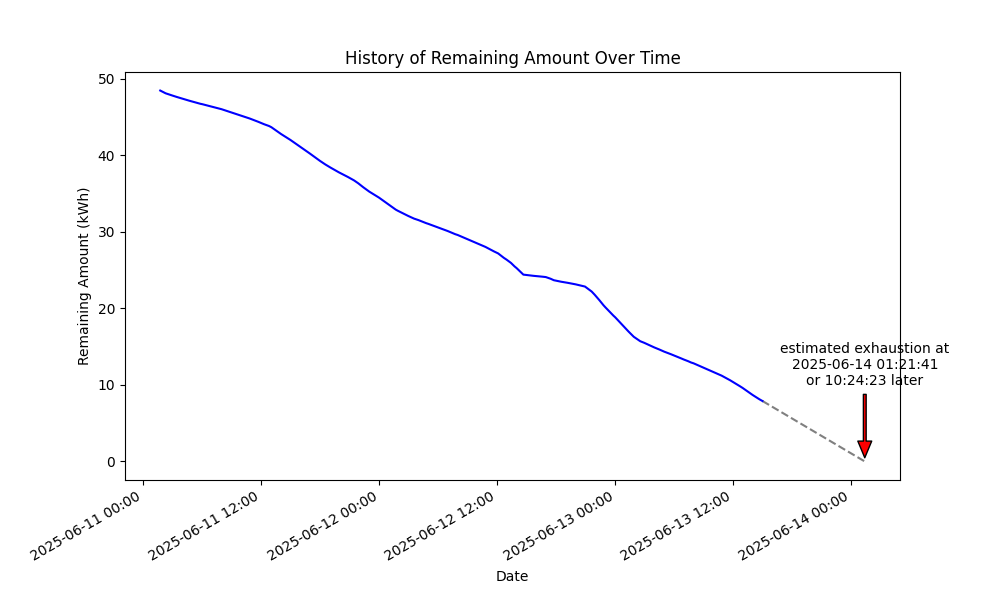 History of Remaining Amount Over Time
Remaining Amount (kWh)
50
40
30
20
10
0
estimated exhaustion at
2025-06-14 01:21:41
or 10:24:23 later
2025-06-11 00:00
2025-06-11 12:00
2025-06-12 00:00
2025-06-12 12:00
2025-06-13 00:00
2025-06-13 12:00
2025-06-14 00:00
Date